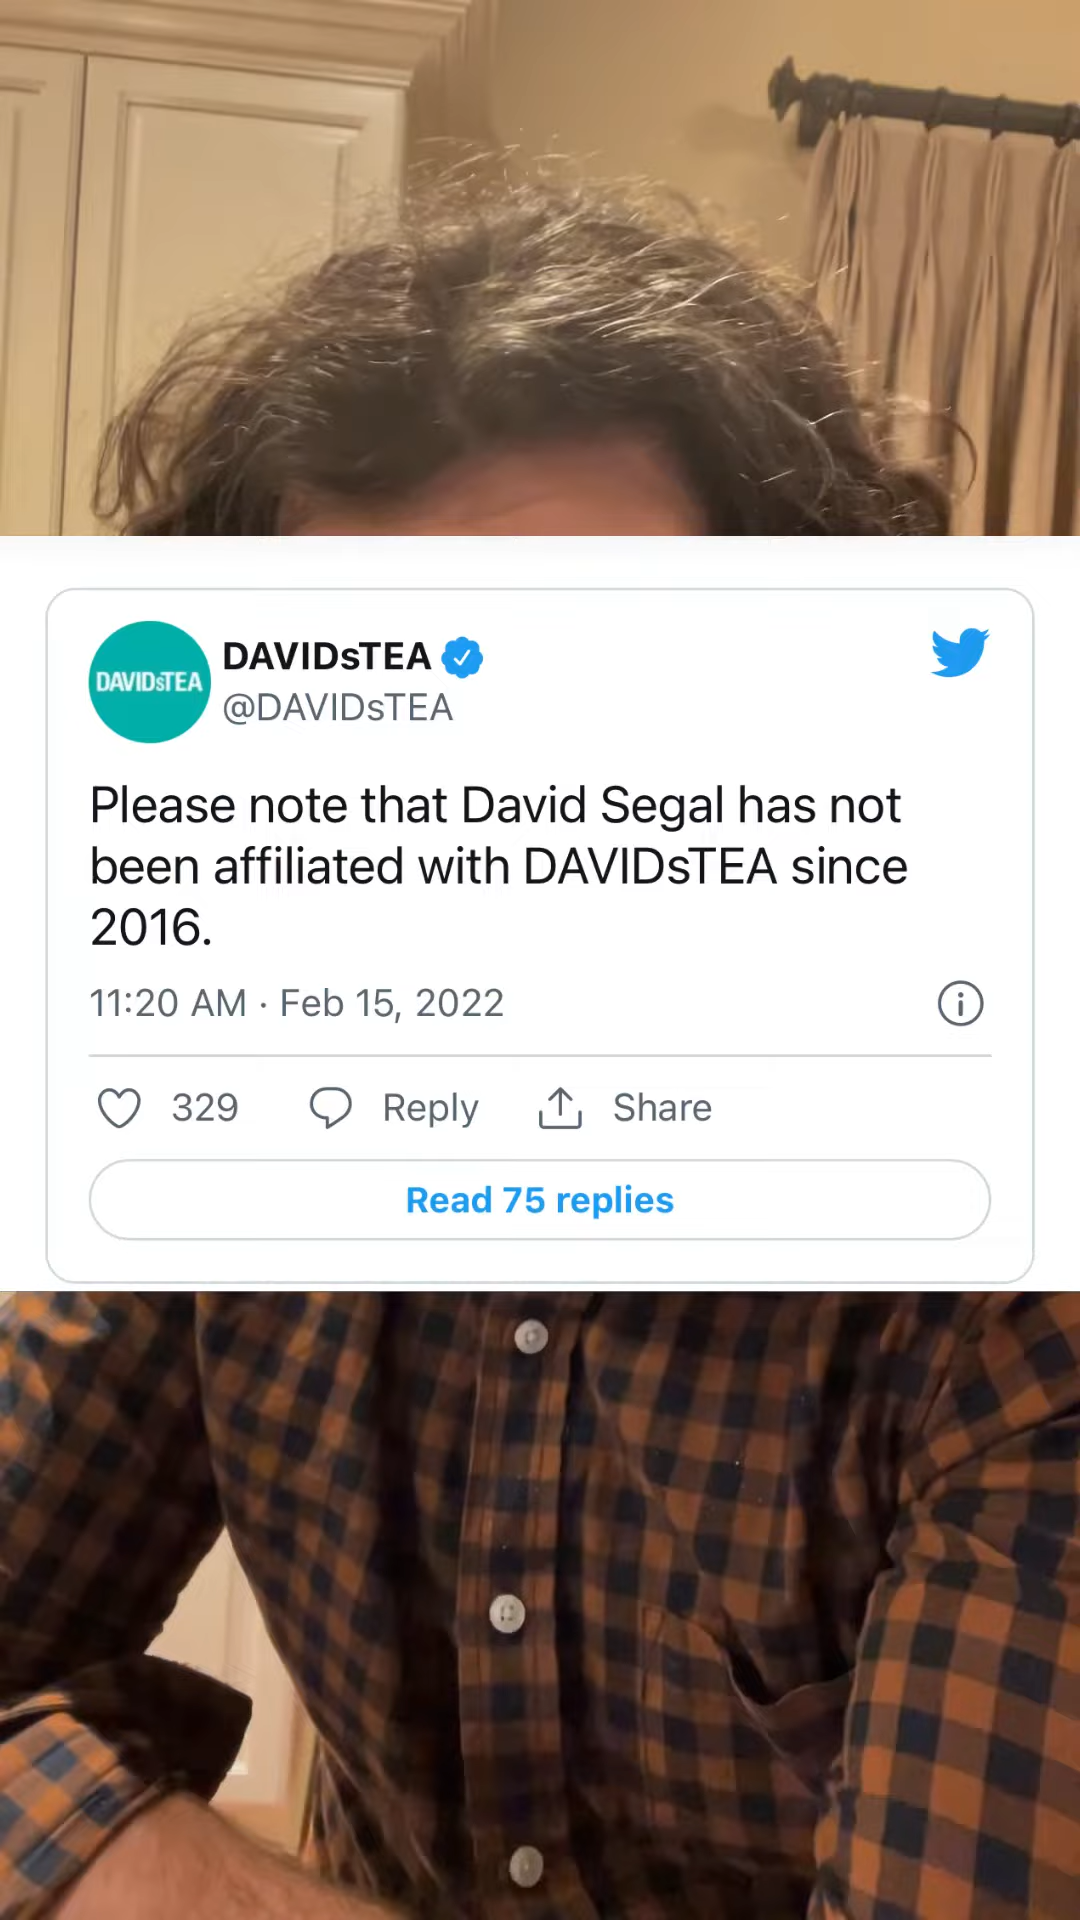 DAVIDsTEA
DAVIDsTEA
@DAVIDsTEA
Please note that David Segal has not
been affiliated with DAVIDsTEA since
2016.
11:20 AM · Feb 15, 2022
329
Reply
Share
Read 75 replies